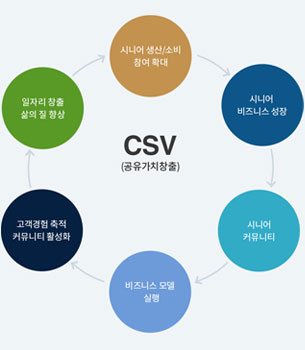 시니어 생산/소비
참여 확대
시니어
비즈니스 성장
시니어
커뮤니티
비즈니스 모델
실행
고객경험 축적
커뮤니티 활성화
일자리 창출
삶의 질 향상
CSV
(공유가치창출)